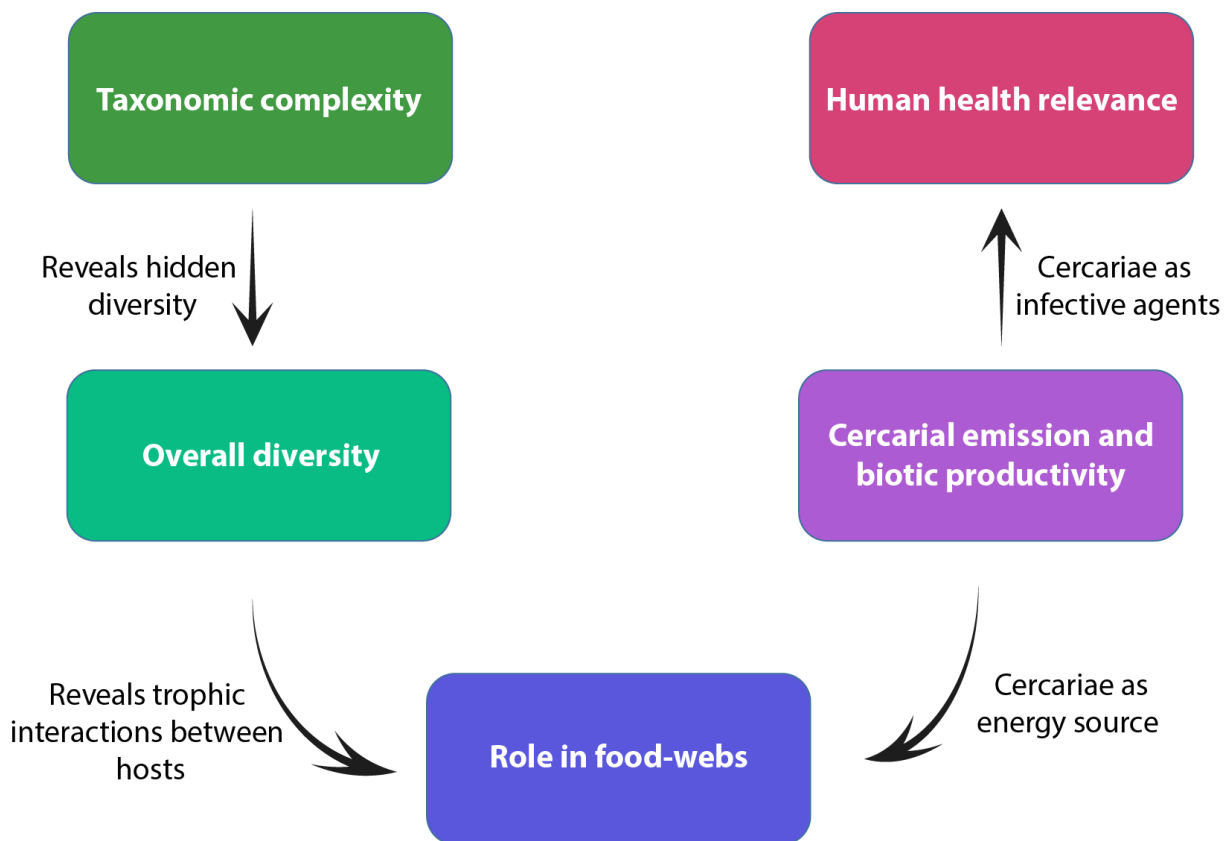 Taxonomic complexity
Human health relevance
Reveals hidden
diversity
Cercariae as
infective agents
Overall diversity
Cercarial emission and
biotic productivity
Reveals trophic
interactions between
hosts
Cercariae as
energy source
Role in food-webs